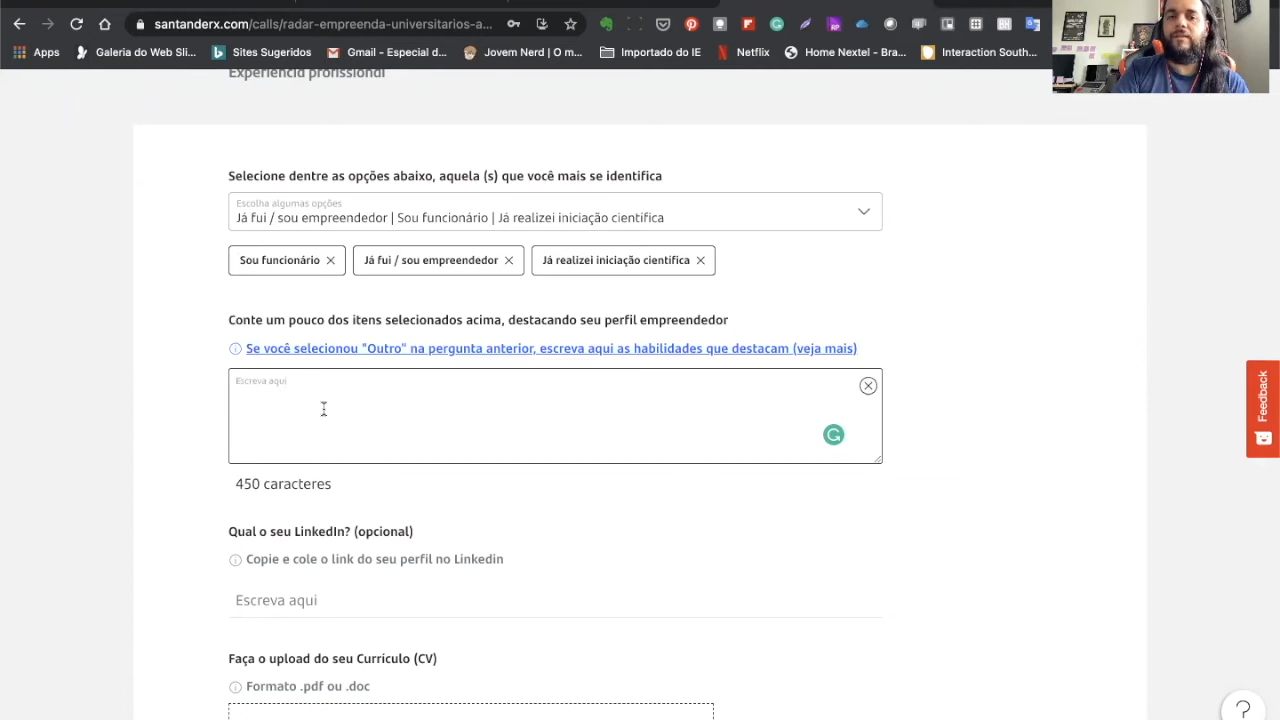 santanderx.com/calls/radar-empreenda-universitarios-a...
Apps
Galeria do Web Sli...
Sites Sugeridos
Gmail - Especial d...
Jovem Nerd | O m...
Importado do IE
Netflix
Home Nextel - Bra...
Interaction South...
Experiência profissional
Selecione dentre as opções abaixo, aquela (s) que você mais se identifica
Escolha algumas opções
Já fui / sou empreendedor | Sou funcionário | Já realizei iniciação científica
Sou funcionário
Já fui / sou empreendedor
Já realizei iniciação científica
Conte um pouco dos itens selecionados acima, destacando seu perfil empreendedor
Se você selecionou "Outro" na pergunta anterior, escreva aqui as habilidades que destacam (veja mais)
Escreva aqui
450 caracteres
Feedback
Qual o seu LinkedIn? (opcional)
Copie e cole o link do seu perfil no Linkedin
Escreva aqui
Faça o upload do seu Currículo (CV)
Formato .pdf ou .doc
?